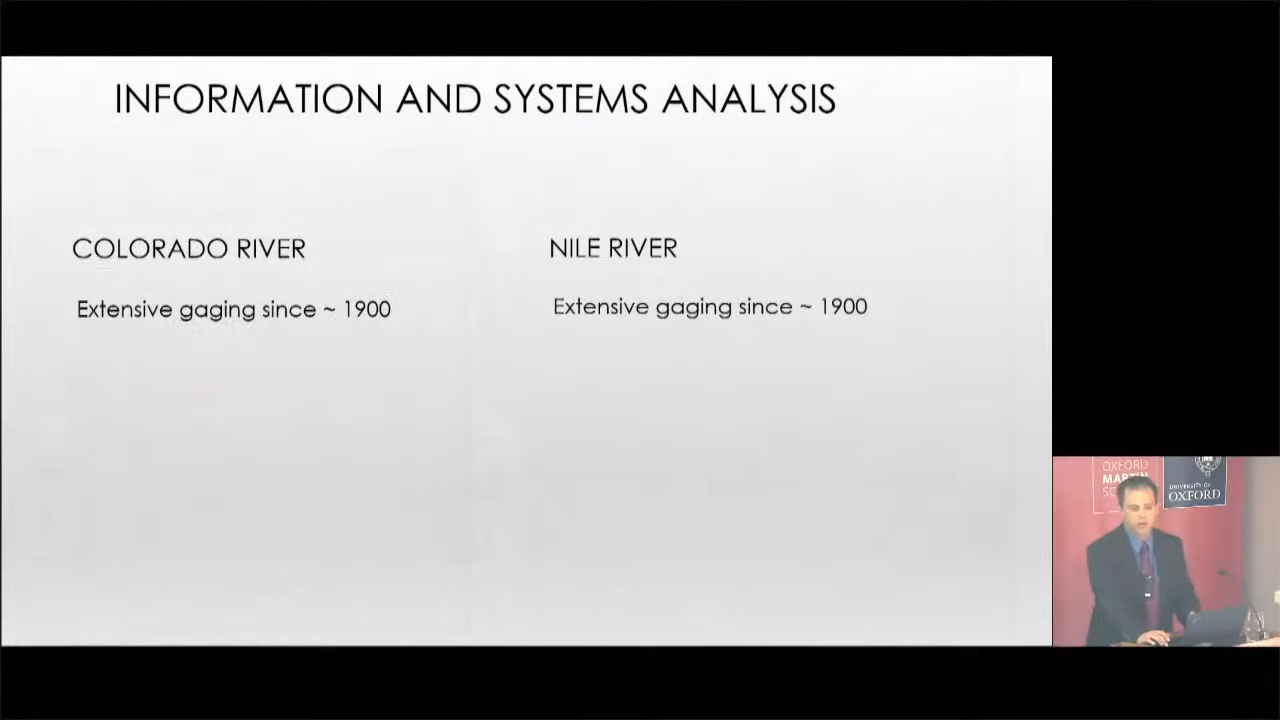 INFORMATION AND SYSTEMS ANALYSIS
COLORADO RIVER
NILE RIVER
Extensive gaging since ~ 1900
Extensive gaging since ~ 1900
OXFORD
MARTIN
UNIVERSITY OF
OXFORD